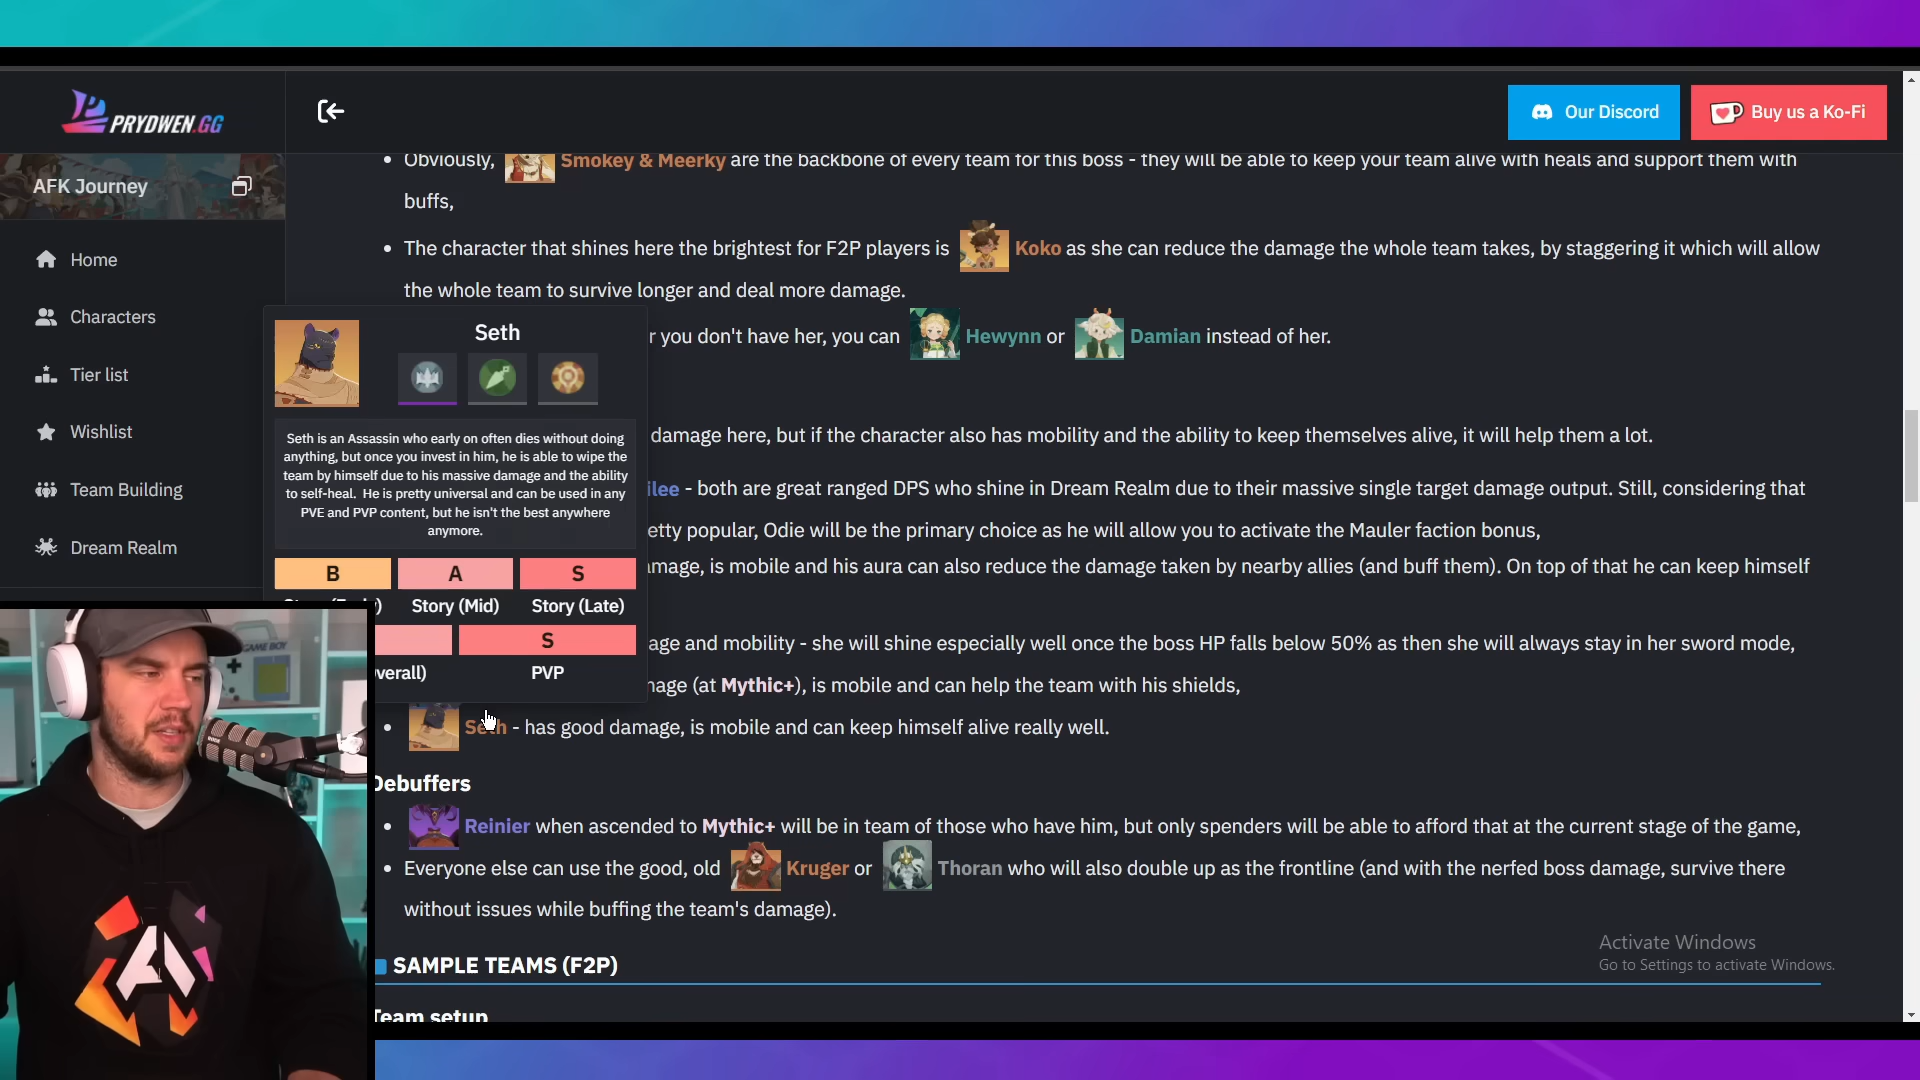 PRYDWEN.GG
Our Discord
Buy us a Ko-Fi
AFK Journey
Home
Characters
Tier list
Wishlist
Team Building
Dream Realm
Obviously, Smokey & Meerky are the backbone of every team for this boss - they will be able to keep your team alive with heals and support them with
buffs,
The character that shines here the brightest for F2P players is Koko as she can reduce the damage the whole team takes, by staggering it which will allow
the whole team to survive longer and deal more damage.
r you don't have her, you can Hewynn or Damian instead of her.
damage here, but if the character also has mobility and the ability to keep themselves alive, it will help them a lot.
ilee - both are great ranged DPS who shine in Dream Realm due to their massive single target damage output. Still, considering that
etty popular, Odie will be the primary choice as he will allow you to activate the Mauler faction bonus,
mage, is mobile and his aura can also reduce the damage taken by nearby allies (and buff them). On top of that he can keep himself
age and mobility - she will shine especially well once the boss HP falls below 50% as then she will always stay in her sword mode,
mage (at Mythic+), is mobile and can help the team with his shields,
Seth - has good damage, is mobile and can keep himself alive really well.
Seth
Seth is an Assassin who early on often dies without doing
anything, but once you invest in him, he is able to wipe the
team by himself due to his massive damage and the ability
to self-heal. He is pretty universal and can be used in any
PVE and PVP content, but he isn't the best anywhere
anymore.
B A S
Story (Mid) Story (Late)
S
verall) PVP
Debuffers
Reinier when ascended to Mythic+ will be in team of those who have him, but only spenders will be able to afford that at the current stage of the game,
Everyone else can use the good, old Kruger or Thoran who will also double up as the frontline (and with the nerfed boss damage, survive there
without issues while buffing the team's damage).
SAMPLE TEAMS (F2P)
Team setup
Activate Windows
Go to Settings to activate Windows.
GAME BOY